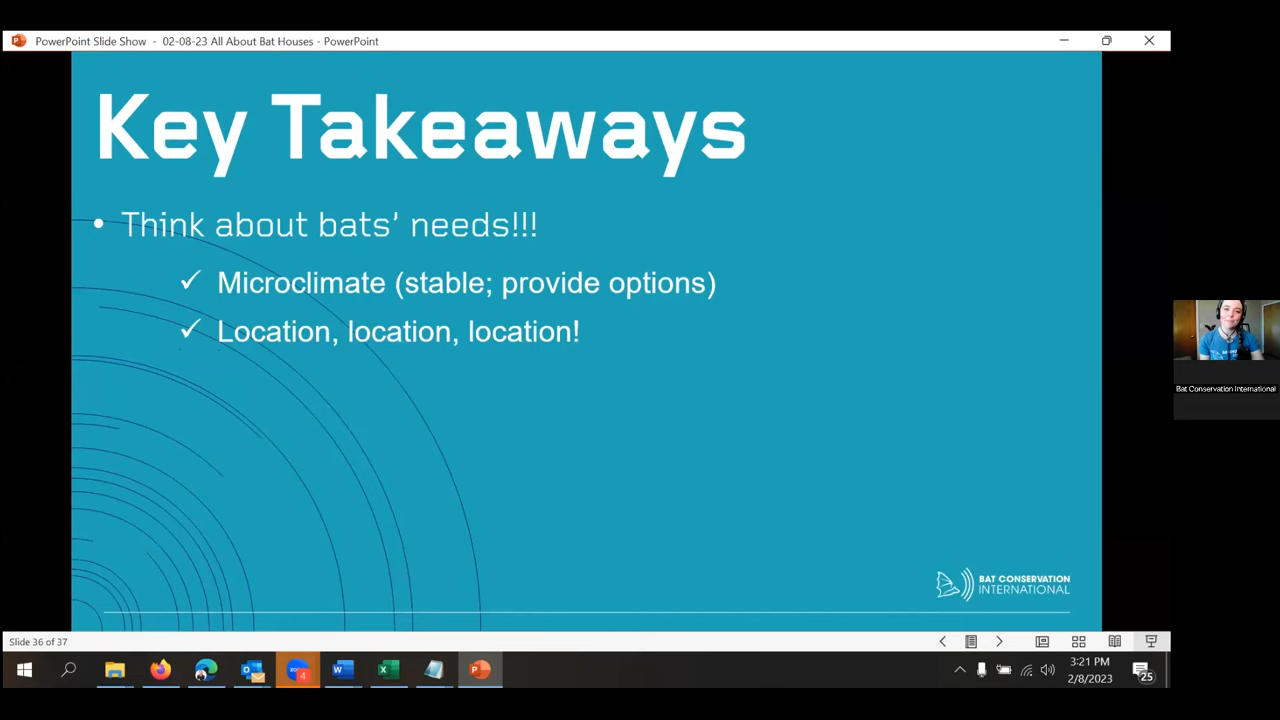 PowerPoint Slide Show - 02-08-23 All About Bat Houses - PowerPoint
Key Takeaways
• Think about bats’ needs!!!
✓ Microclimate (stable; provide options)
✓ Location, location, location!
Bat Conservation International
BAT CONSERVATION
INTERNATIONAL
Slide 36 of 37
4
3:21 PM
2/8/2023
25